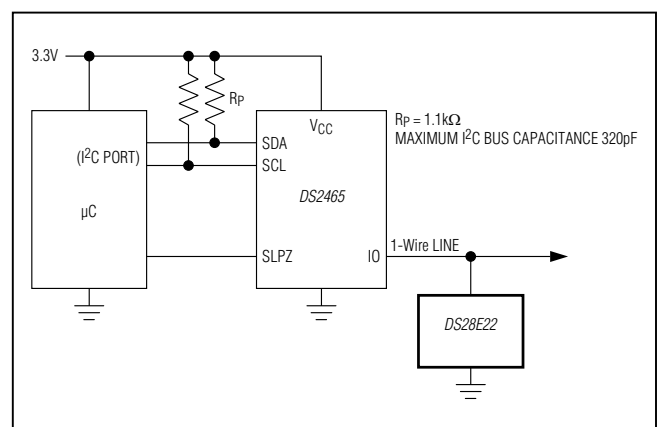 3.3V
RP
VCC
RP = 1.1kΩ
MAXIMUM I²C BUS CAPACITANCE 320pF
(I²C PORT)
SDA
SCL
DS2465
µC
SLPZ
IO
1-Wire LINE
DS28E22